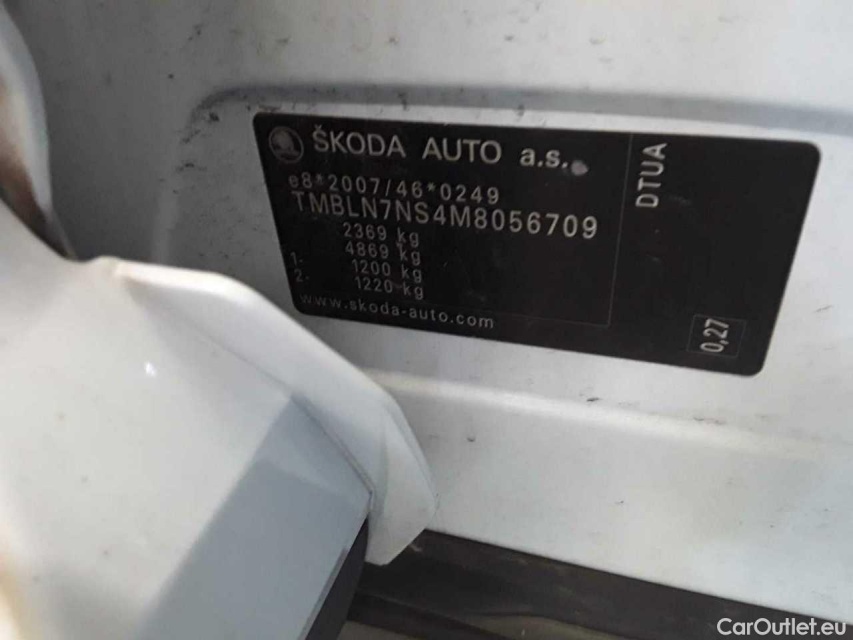 ŠKODA AUTO a.s.
e8*2007/46*0249
TMBLN7NS4M8056709
2369 kg
4869 kg
1- 1200 kg
2- 1220 kg
www.skoda-auto.com
DTUA
0,27
CarOutlet.eu